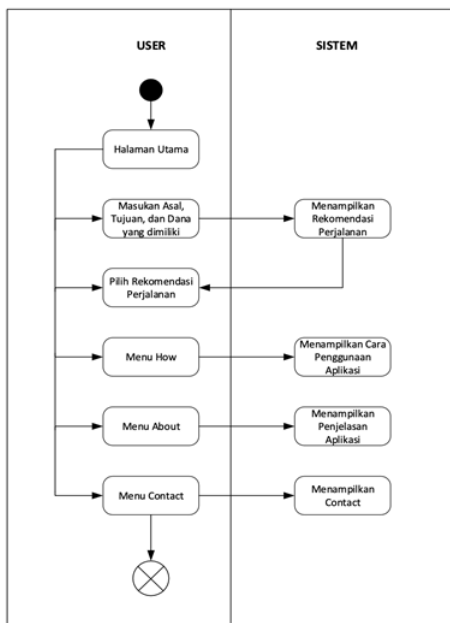 USER
SISTEM
Halaman Utama
Masukan Asal,
Tujuan, dan Dana
yang dimiliki
Menampilkan
Rekomendasi
Perjalanan
Pilih Rekomendasi
Perjalanan
Menu How
Menampilkan Cara
Penggunaan
Aplikasi
Menu About
Menampilkan
Penjelasan
Aplikasi
Menu Contact
Menampilkan
Contact